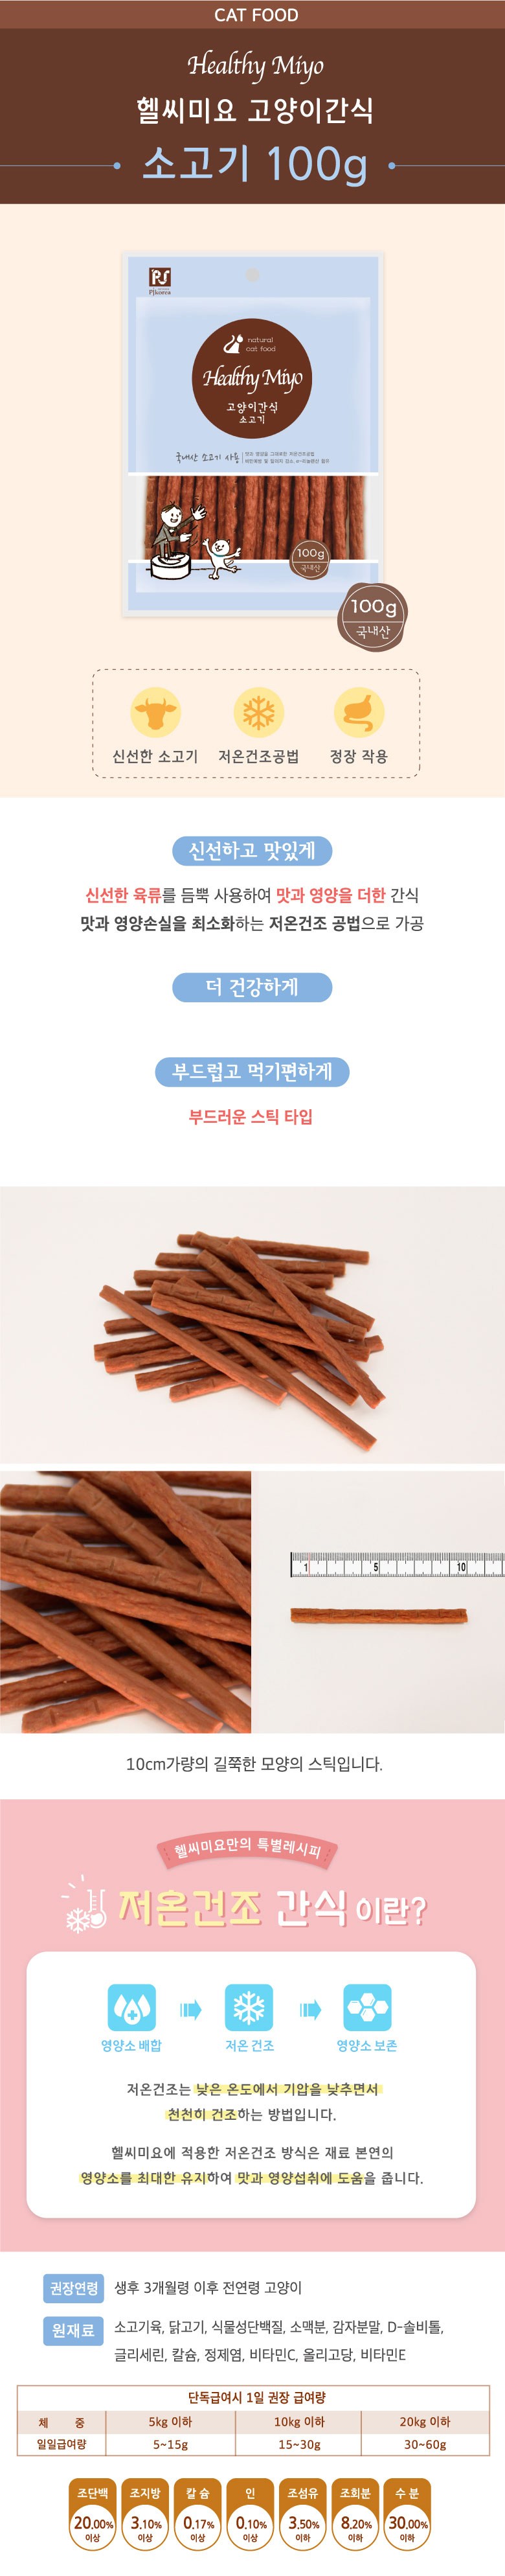 CAT FOOD
Healthy Miyo
헬씨미요 고양이간식
소고기 100g
PS
PJkorea
natural
cat food
Healthy Miyo
고양이간식
소고기
국내산 소고기 사용
100g
국내산
100g
국내산
신선한 소고기 저온건조공법 정장 작용
신선하고 맛있게
신선한 육류를 듬뿍 사용하여 맛과 영양을 더한 간식
맛과 영양손실을 최소화하는 저온건조 공법으로 가공
더 건강하게
부드럽고 먹기편하게
부드러운 스틱 타입
1 5 10
10cm가량의 길쭉한 모양의 스틱입니다.
헬씨미요만의 특별레시피
저온건조 간식 이란?
영양소 배합 저온 건조 영양소 보존
저온건조는 낮은 온도에서 기압을 낮추면서
천천히 건조하는 방법입니다.
헬씨미요에 적용한 저온건조 방식은 재료 본연의
영양소를 최대한 유지하여 맛과 영양섭취에 도움을 줍니다.
권장연령 생후 3개월령 이후 전연령 고양이
원재료 소고기육, 닭고기, 식물성단백질, 소맥분, 감자분말, D-솔비톨,
글리세린, 칼슘, 정제염, 비타민C, 올리고당, 비타민E
단독급여시 1일 권장 급여량
체 중 5kg 이하 10kg 이하 20kg 이하
일일급여량 5~15g 15~30g 30~60g
조단백 조지방 칼슘 인 조섬유 조회분 수분
20.00% 3.10% 0.17% 0.10% 3.50% 8.20% 30.00%
이상 이상 이상 이상 이하 이하 이하